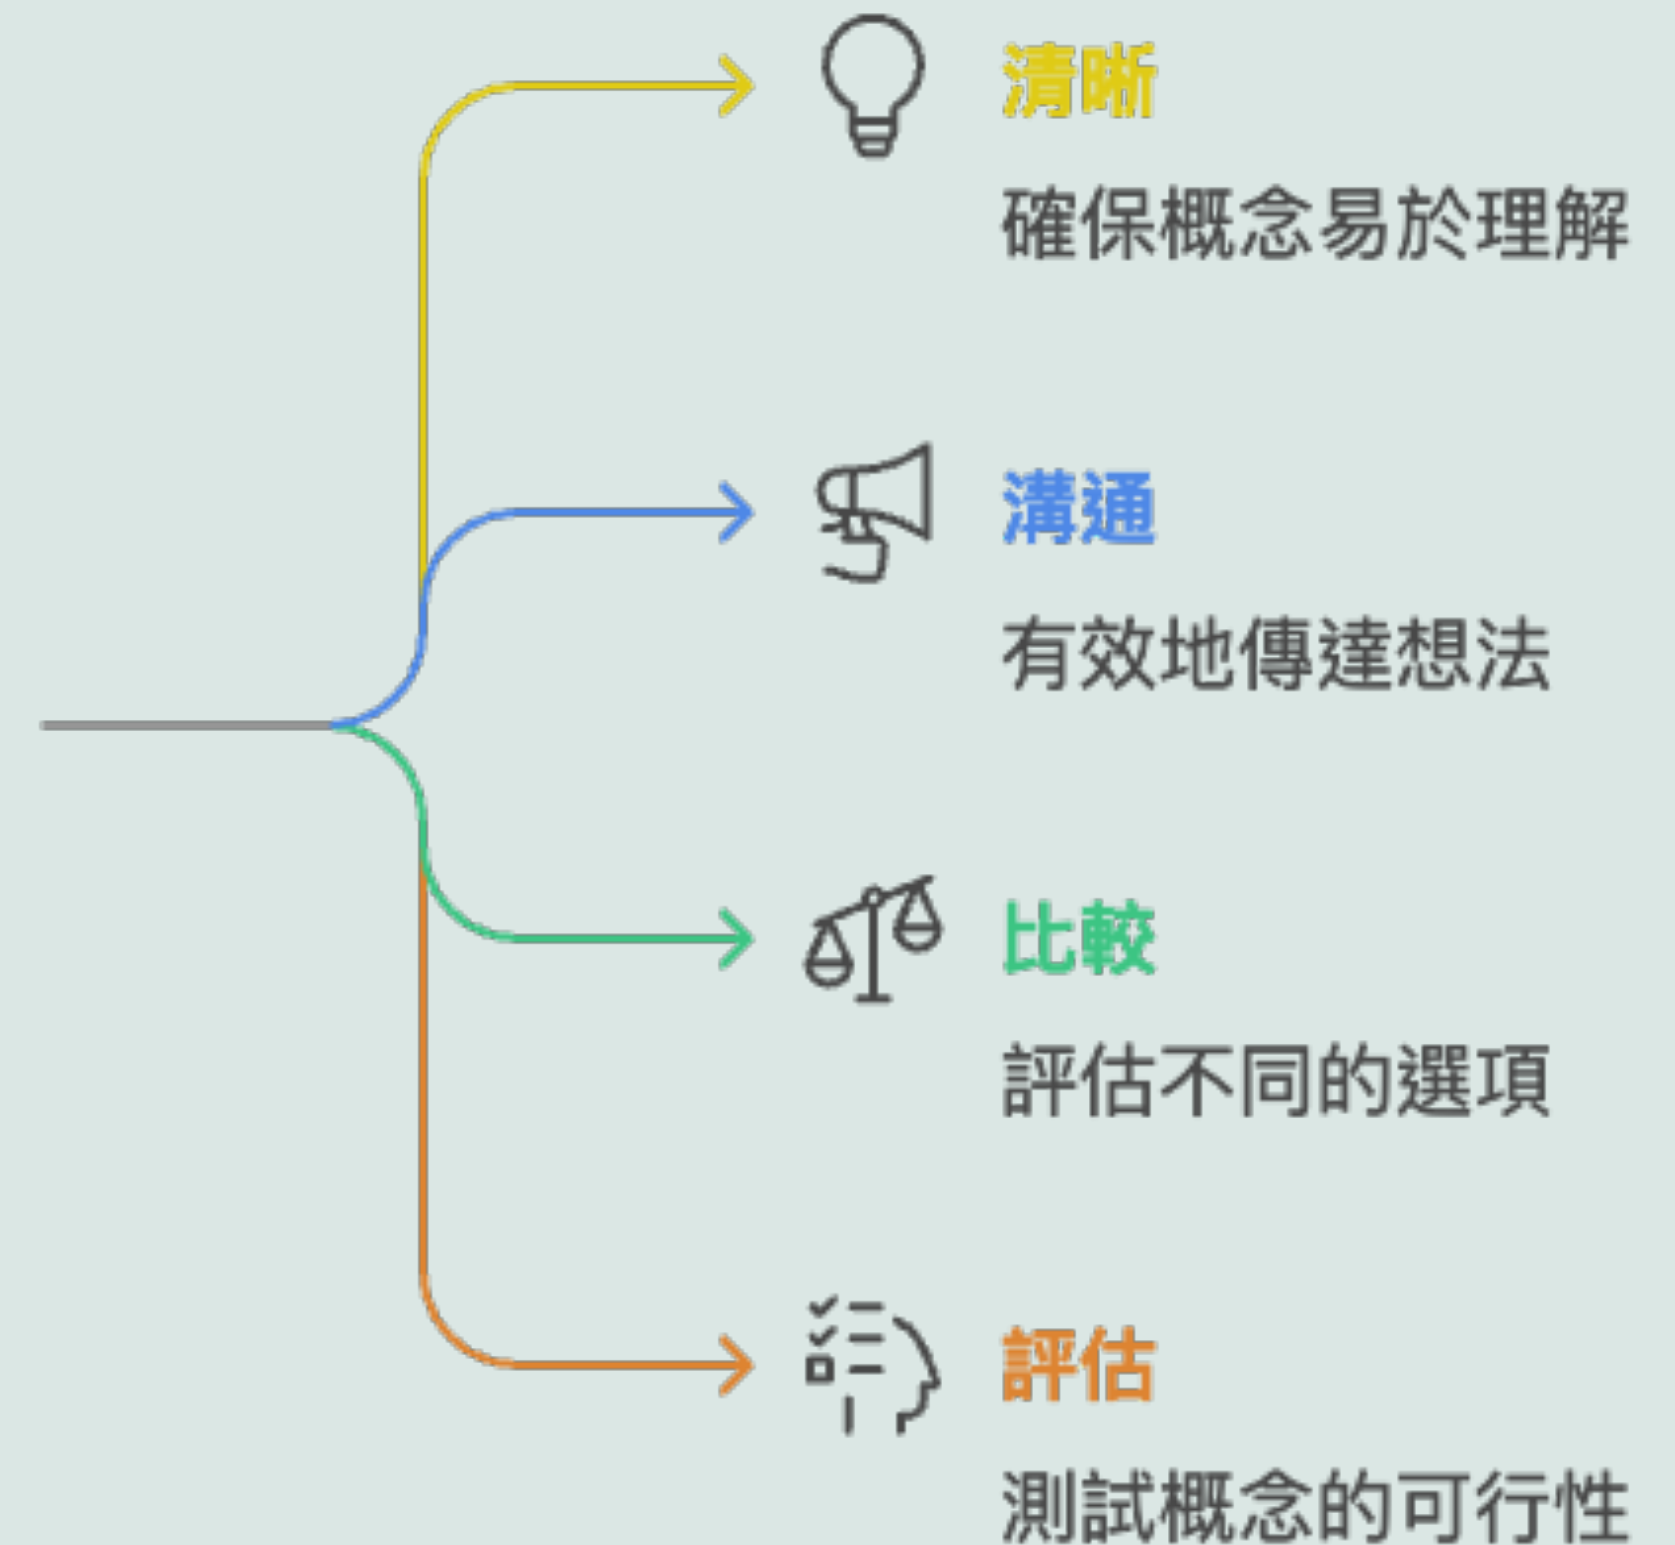 清晰
確保概念易於理解
溝通
有效地傳達想法
比較
評估不同的選項
評估
測試概念的可行性